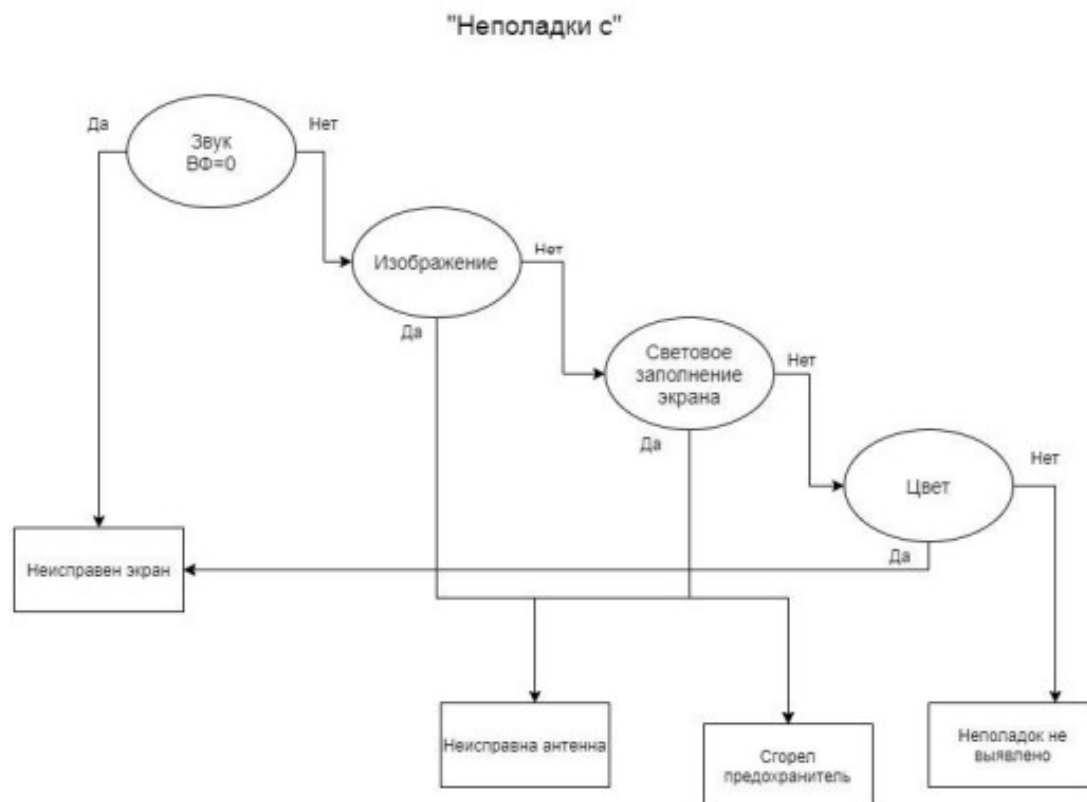 "Неполадки с"
Да
Звук
ВФ=0
Нет
Изображение
Нет
Да
Световое
заполнение
экрана
Нет
Да
Цвет
Нет
Да
Неисправен экран
Неисправна антенна
Сгорел
предохранитель
Неполадок не
выявлено